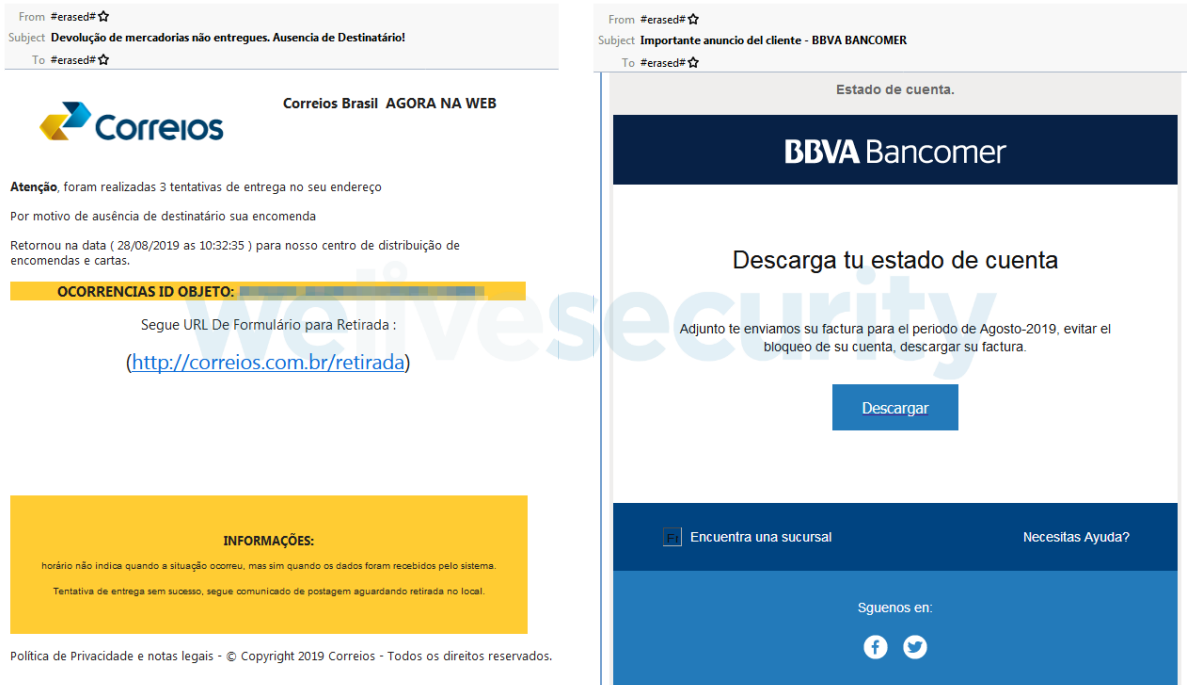 From #erased#
Subject Devolução de mercadorias não entregues. Ausencia de Destinatário!
To #erased#
Correios
Correios Brasil AGORA NA WEB
Atenção, foram realizadas 3 tentativas de entrega no seu endereço
Por motivo de ausência de destinatário sua encomenda
Retornou na data ( 28/08/2019 as 10:32:35 ) para nosso centro de distribuição de
encomendas e cartas.
OCORRENCIAS ID OBJETO:
Segue URL De Formulário para Retirada :
(http://correios.com.br/retirada)
INFORMAÇÕES:
horário não indica quando a situação ocorreu, mas sim quando os dados foram recebidos pelo sistema.
Tentativa de entrega sem sucesso, segue comunicado de postagem aguardando retirada no local.
Política de Privacidade e notas legais - © Copyright 2019 Correios - Todos os direitos reservados.
From #erased#
Subject Importante anuncio del cliente - BBVA BANCOMER
To #erased#
Estado de cuenta.
BBVA Bancomer
Descarga tu estado de cuenta
Adjunto te enviamos su factura para el periodo de Agosto-2019, evitar el
bloqueo de su cuenta, descargar su factura.
Descargar
Encuentra una sucursal
Necesitas Ayuda?
Sguenos en:
welivesecurity